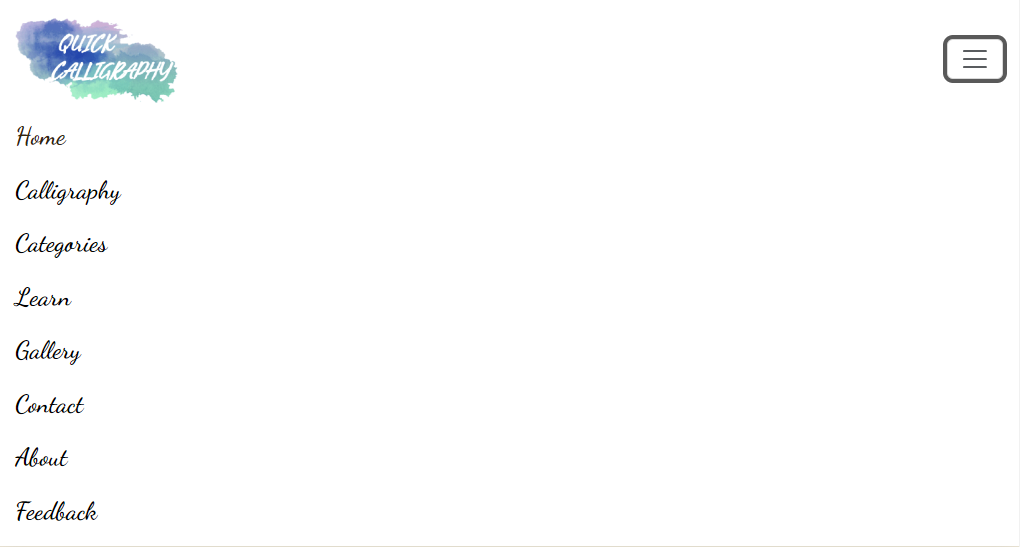 QUICK
CALLIGRAPHY
Home
Calligraphy
Categories
Learn
Gallery
Contact
About
Feedback